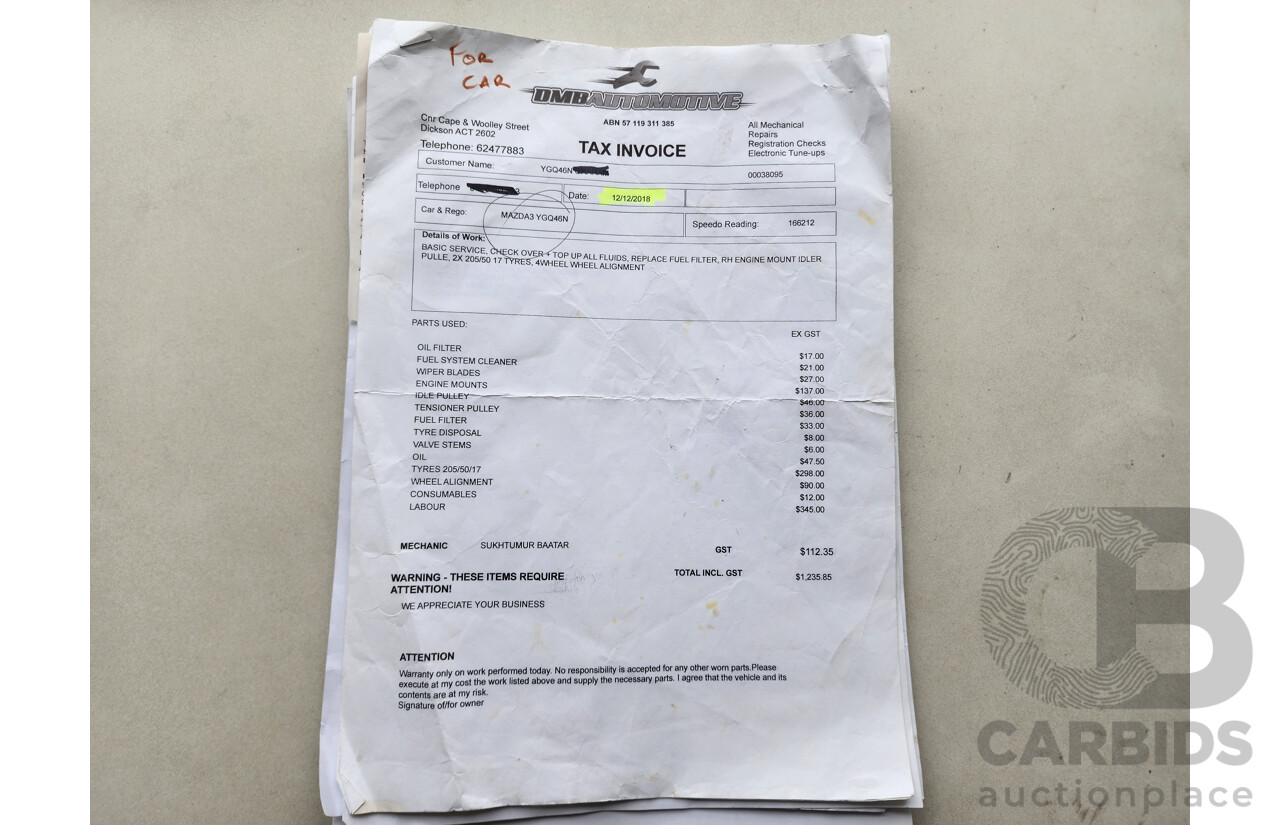 FOR
CAR
DMBAUTOMOTIVE
ABN 57 119 311 385
Cnr Cape & Woolley Street
Dickson ACT 2602
Telephone: 62477883
TAX INVOICE
All Mechanical
Repairs
Registration Checks
Electronic Tune-ups
Customer Name: YGQ46N 00038095
Telephone Date: 12/12/2018
Car & Rego: MAZDA3 YGQ46N Speedo Reading: 166212
Details of Work:
BASIC SERVICE, CHECK OVER + TOP UP ALL FLUIDS, REPLACE FUEL FILTER, RH ENGINE MOUNT IDLER
PULLE, 2X 205/50 17 TYRES, 4WHEEL WHEEL ALIGNMENT
PARTS USED: EX GST
OIL FILTER $17.00
FUEL SYSTEM CLEANER $21.00
WIPER BLADES $27.00
ENGINE MOUNTS $137.00
IDLE PULLEY $46.00
TENSIONER PULLEY $36.00
FUEL FILTER $33.00
TYRE DISPOSAL $8.00
VALVE STEMS $6.00
OIL $47.50
TYRES 205/50/17 $298.00
WHEEL ALIGNMENT $90.00
CONSUMABLES $12.00
LABOUR $345.00
MECHANIC SUKHTUMUR BAATAR GST $112.35
WARNING - THESE ITEMS REQUIRE
ATTENTION!
TOTAL INCL. GST $1,235.85
WE APPRECIATE YOUR BUSINESS
ATTENTION
Warranty only on work performed today. No responsibility is accepted for any other worn parts.Please
execute at my cost the work listed above and supply the necessary parts. I agree that the vehicle and its
contents are at my risk.
Signature of/for owner
CARBIDS
auctionplace